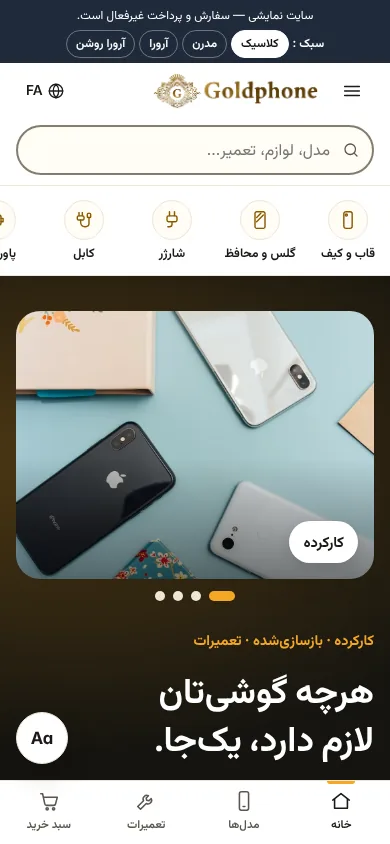 سایت نمایشی — سفارش و پرداخت غیرفعال است.
سبک : کلاسیک مدرن آرورا آرورا روشن
Goldphone G FA
مدل، لوازم، تعمیر...
قاب و کیف گلس و محافظ شارژر کابل پاور
کارکرده
کارکرده · بازسازی‌شده · تعمیرات
هرچه گوشی‌تان
لازم دارد، یک‌جا.
Aa
خانه مدل‌ها تعمیرات سبد خرید